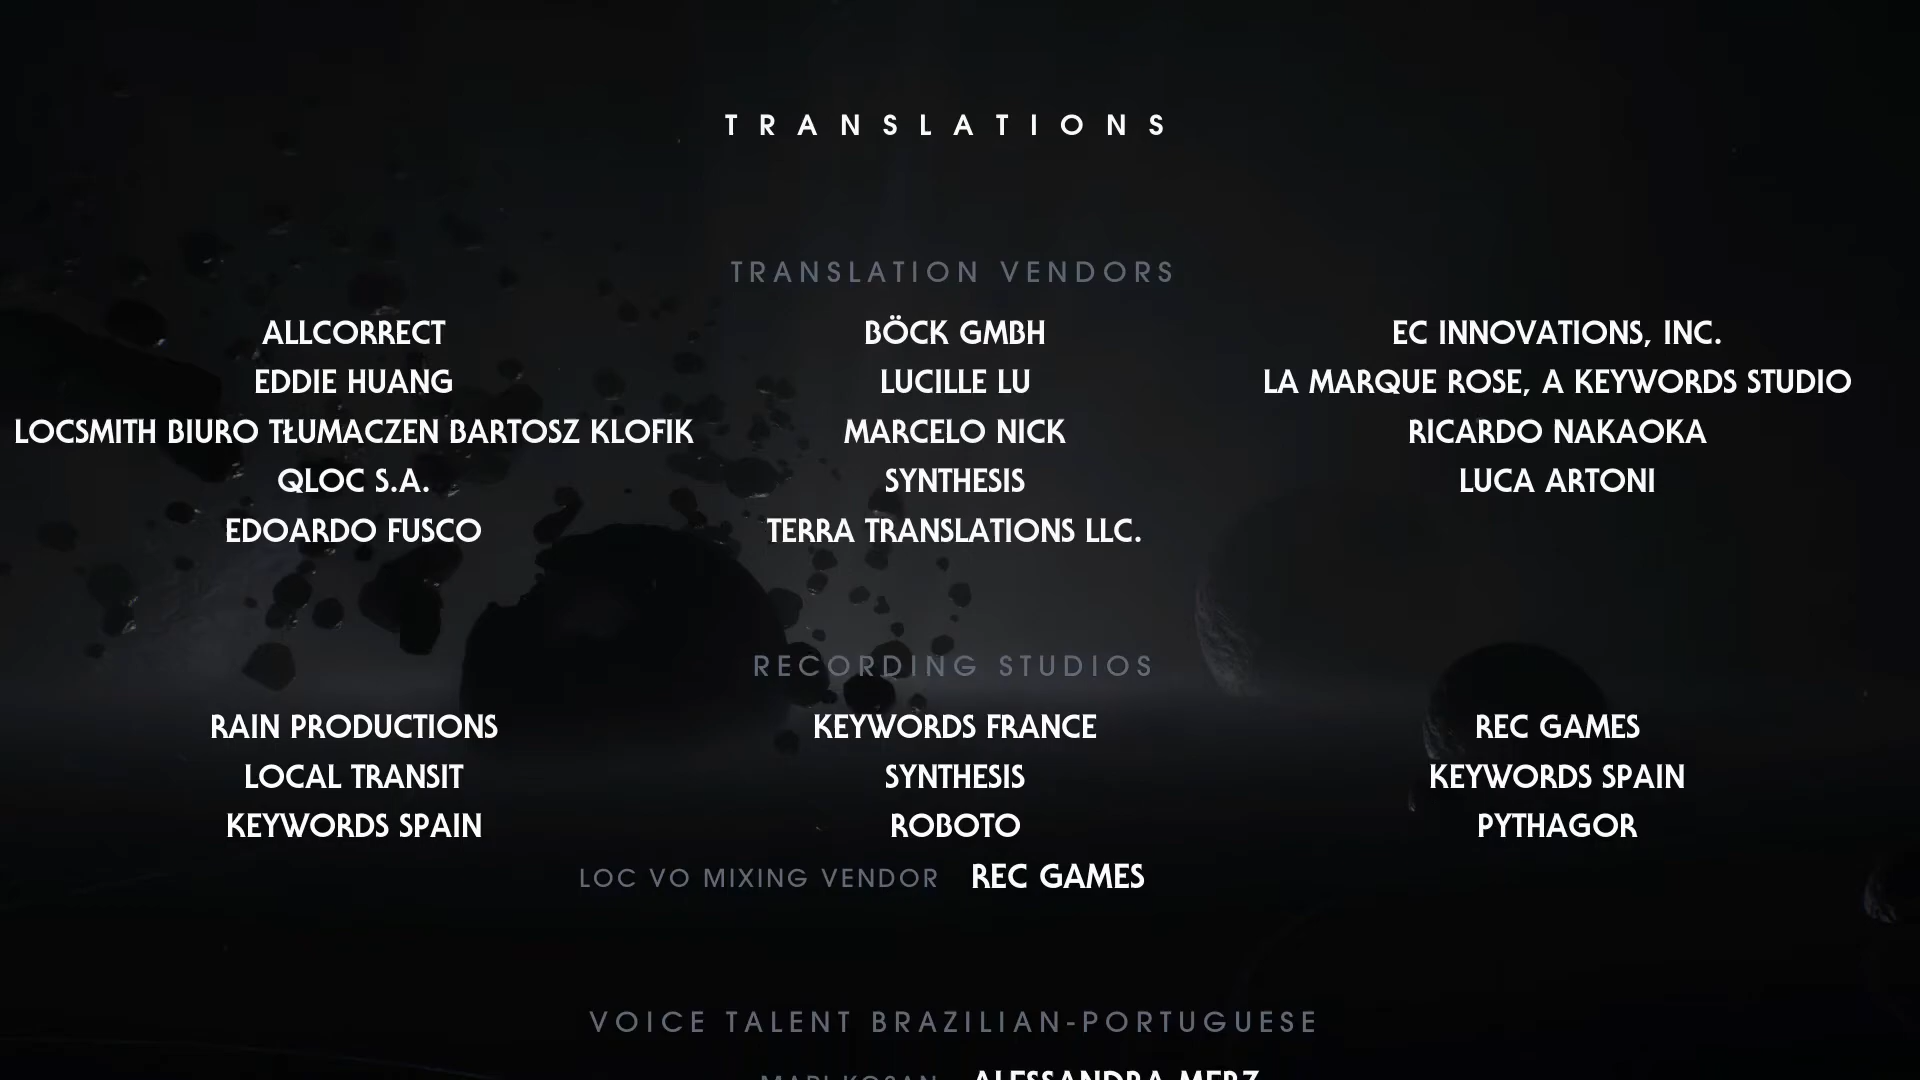 TRANSLATIONS
TRANSLATION VENDORS
ALLCORRECT BÖCK GMBH EC INNOVATIONS, INC.
EDDIE HUANG LUCILLE LU LA MARQUE ROSE, A KEYWORDS STUDIO
LOCSMITH BIURO TŁUMACZEN BARTOSZ KLOFIK MARCELO NICK RICARDO NAKAOKA
QLOC S.A. SYNTHESIS LUCA ARTONI
EDOARDO FUSCO TERRA TRANSLATIONS LLC.
RECORDING STUDIOS
RAIN PRODUCTIONS KEYWORDS FRANCE REC GAMES
LOCAL TRANSIT SYNTHESIS KEYWORDS SPAIN
KEYWORDS SPAIN ROBOTO PYTHAGOR
LOC VO MIXING VENDOR REC GAMES
VOICE TALENT BRAZILIAN-PORTUGUESE
ALESSANDRA MERZ